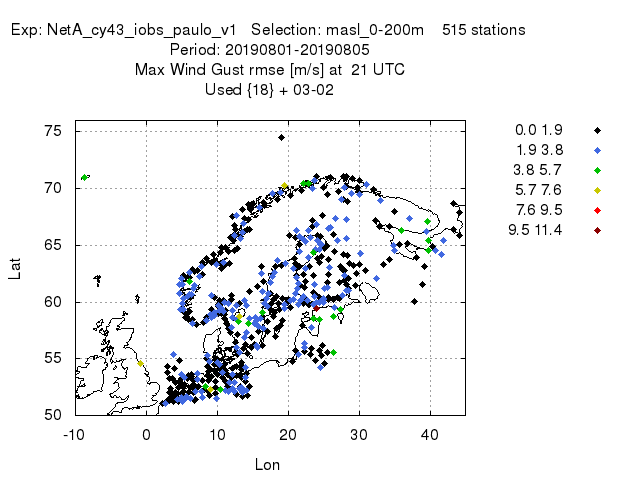 Exp: NetA_cy43_iobs_paulo_v1 Selection: masl_0-200m 515 stations
Period: 20190801-20190805
Max Wind Gust rmse [m/s] at 21 UTC
Used {18} + 03-02
0.0 1.9
1.9 3.8
3.8 5.7
5.7 7.6
7.6 9.5
9.5 11.4
75
70
65
60
55
50
Lat
-10 0 10 20 30 40
Lon